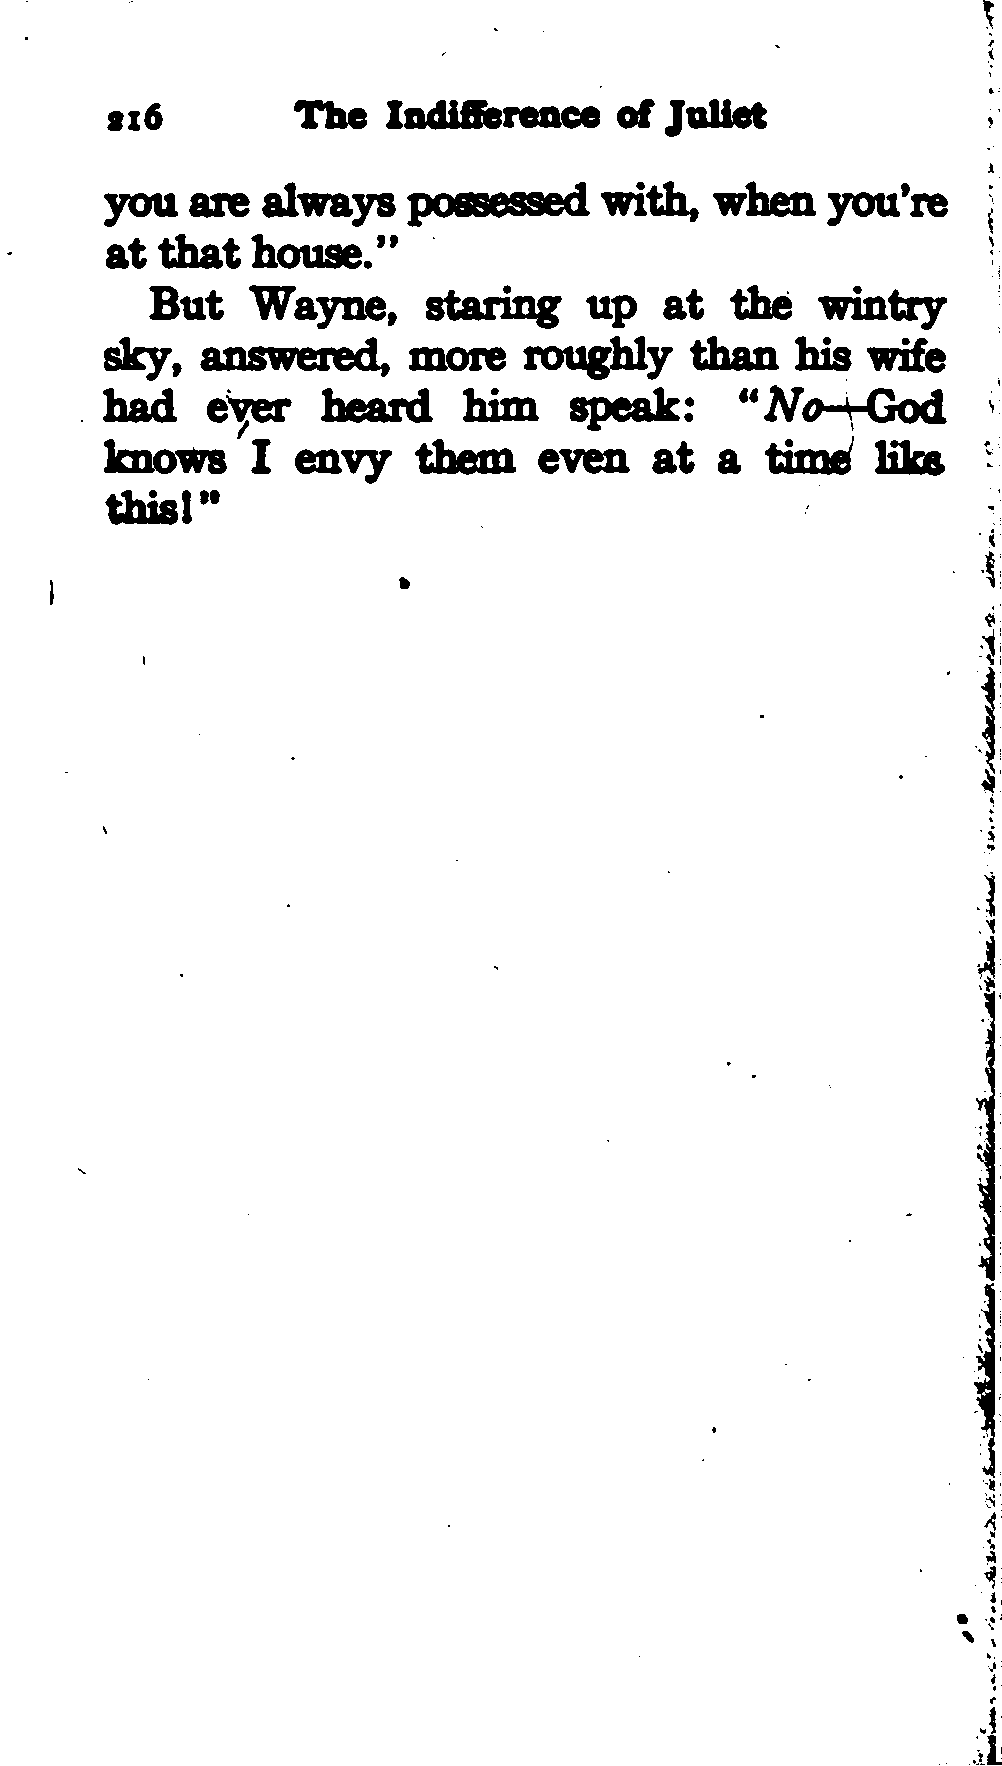 216 The Indifference of Juliet
you are always possessed with, when you're
at that house."
But Wayne, staring up at the wintry
sky, answered, more roughly than his wife
had ever heard him speak: "No—God
knows I envy them even at a time like
this!"